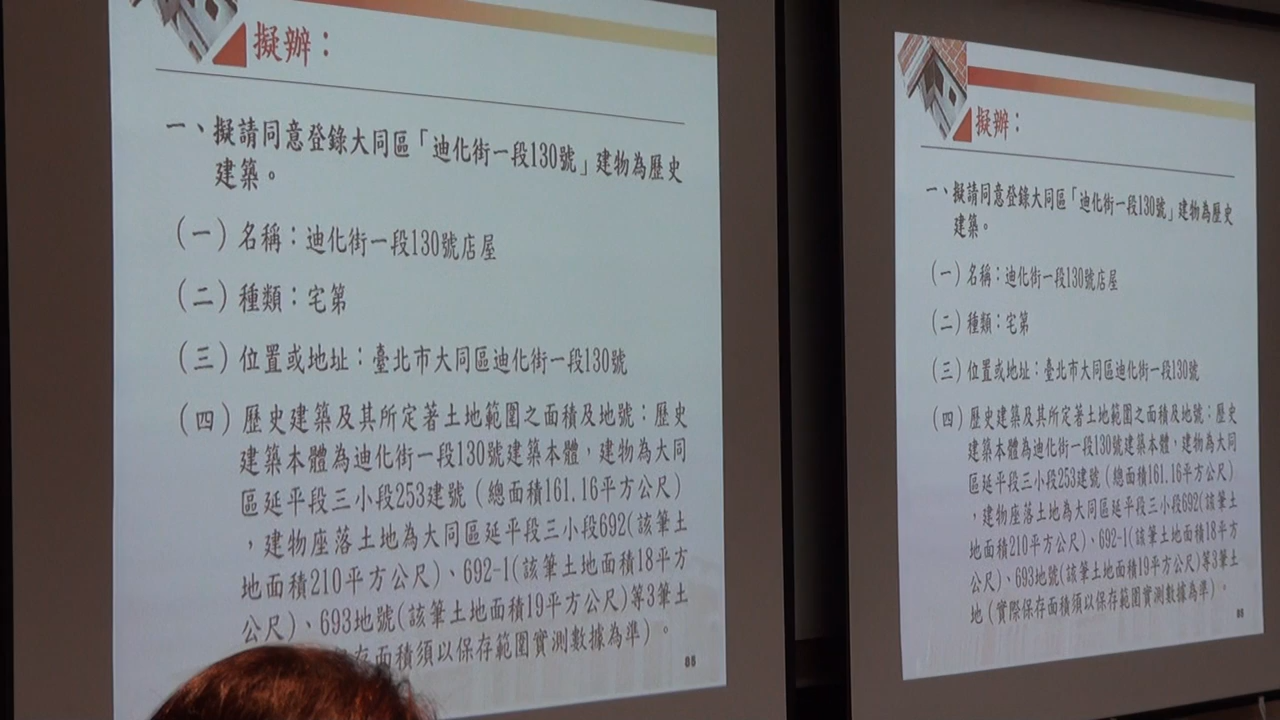 擬辦：
一、擬請同意登錄大同區「迪化街一段130號」建物為歷史
建築。
（一）名稱：迪化街一段130號店屋
（二）種類：宅第
（三）位置或地址：臺北市大同區迪化街一段130號
（四）歷史建築及其所定著土地範圍之面積及地號：歷史
建築本體為迪化街一段130號建築本體，建物為大同
區延平段三小段253建號（總面積161.16平方公尺）
，建物座落土地為大同區延平段三小段692(該筆土
地面積210平方公尺)、692-1(該筆土地面積18平方
公尺)、693地號(該筆土地面積19平方公尺)等3筆土
存面積須以保存範圍實測數據為準）。
擬辦：
一、擬請同意登錄大同區「迪化街一段130號」建物為歷史
建築。
（一）名稱：迪化街一段130號店屋
（二）種類：宅第
（三）位置或地址：臺北市大同區迪化街一段130號
（四）歷史建築及其所定著土地範圍之面積及地號：歷史
建築本體為迪化街一段130號建築本體，建物為大同
區延平段三小段253建號（總面積161.16平方公尺）
，建物座落土地為大同區延平段三小段692(該筆土
地面積210平方公尺)、692-1(該筆土地面積18平方
公尺)、693地號(該筆土地面積19平方公尺)等3筆土
地（實際保存面積須以保存範圍實測數據為準）。